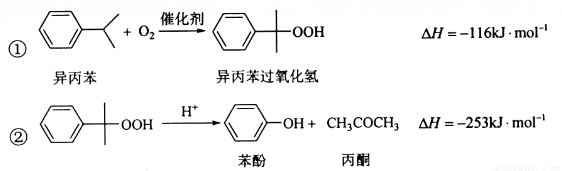 催化剂
① + O₂ → OOH ΔH = −116kJ · mol⁻¹
异丙苯 异丙苯过氧化氢
② OOH H⁺ → OH + CH₃COCH₃ ΔH = −253kJ · mol⁻¹
苯酚 丙酮